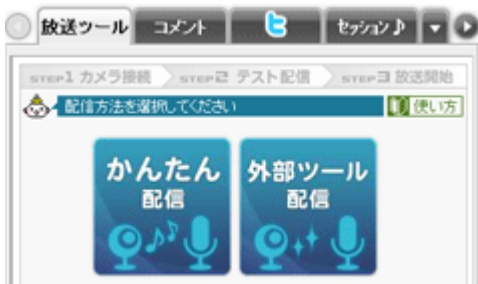 放送ツール コメント セッション♪
STEP1 カメラ接続 STEP2 テスト配信 STEP3 放送開始
配信方法を選択してください 使い方
かんたん 外部ツール
配信 配信